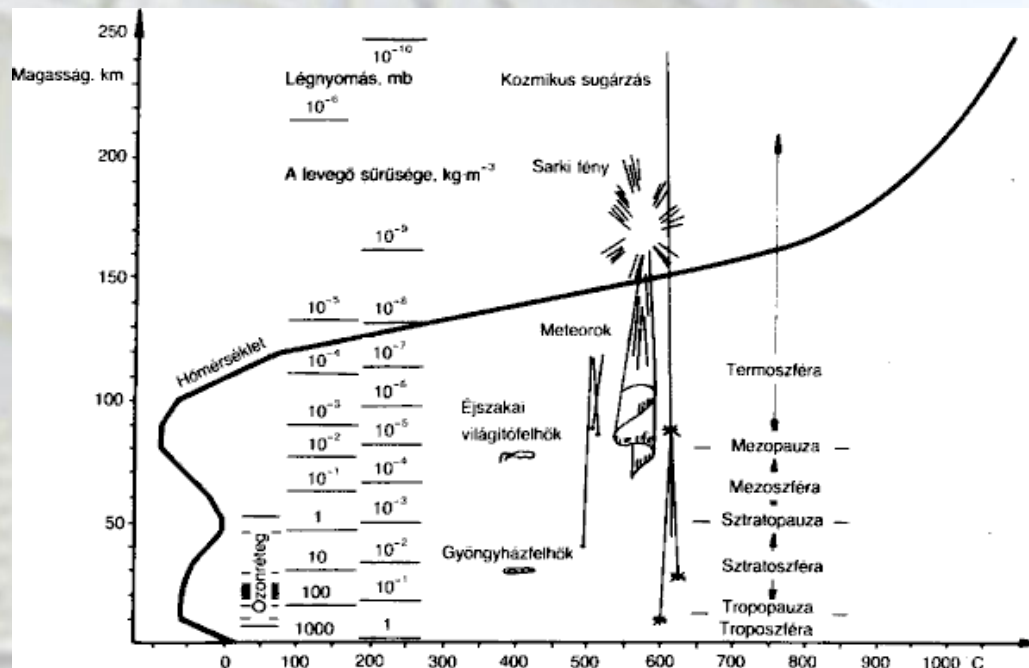 250
Magasság, km
200
150
100
50
Légnyomás, mb
10⁻⁶
10⁻⁵
10⁻⁴
10⁻³
10⁻²
10⁻¹
1
10
100
1000
10⁻¹⁰
A levegő sűrűsége, kg·m⁻³
10⁻⁹
10⁻⁸
10⁻⁷
10⁻⁶
10⁻⁵
10⁻⁴
10⁻³
10⁻²
10⁻¹
1
Hőmérséklet
Ózonréteg
Kozmikus sugárzás
Sarki fény
Meteorok
Éjszakai
világítófelhők
Gyöngyházfelhők
Termoszféra
Mezopauza
Mezoszféra
Sztratopauza
Sztratoszféra
Tropopauza
Troposzféra
0 100 200 300 400 500 600 700 800 900 1000 C